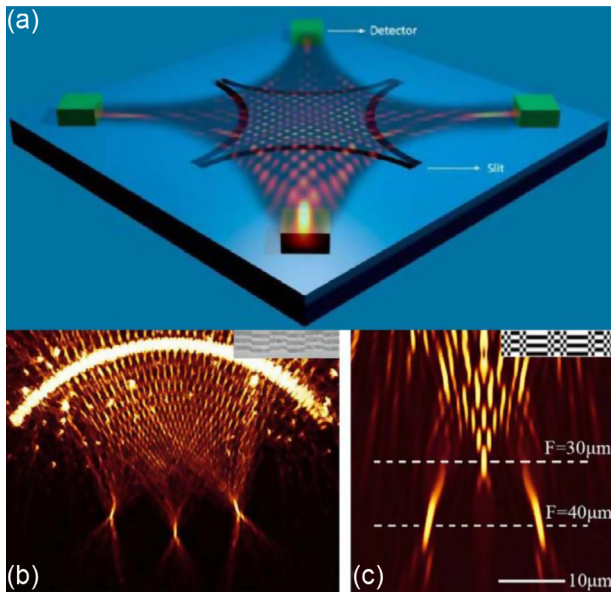 (a)
Detector
Slit
(b)
(c)
F=30μm
F=40μm
10μm